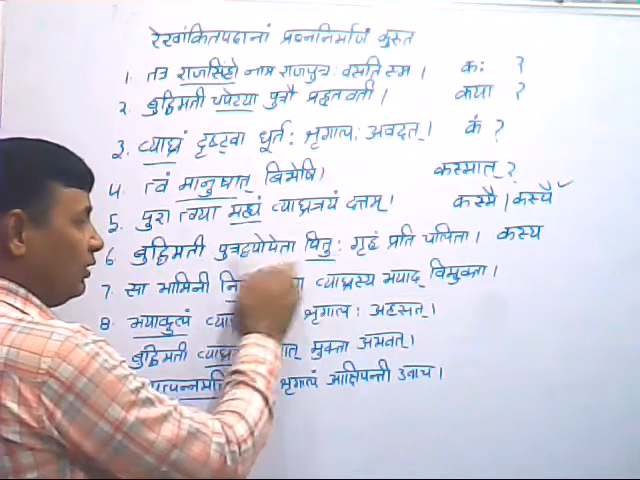 रेखांकितपदानां प्रश्ननिर्माणं कुरुत
1. तत्र राजसिंहो नाम राजपुत्रः वसति स्म । कः ?
2. बुद्धिमती चपेटया पुत्रौ प्रहृतवती । कया ?
3. व्याघ्रं दृष्ट्वा धूर्तः शृगालः अवदत् । कं ?
4. त्वं मानुषात् बिभेषि । कस्मात् ?
5. पुरा त्वया मह्यं व्याघ्रत्रयं दत्तम् । कस्मै / कस्यै ✓
6. बुद्धिमती पुत्रद्वयोपेता पितुः गृहं प्रति चलिता । कस्य
7. सा भामिनी व्याघ्रस्य भयाद् विमुक्ता ।
8. भयाकुलं शृगालः अहसत् ।
बुद्धिमती मुक्ता अभवत् ।
शृगालं आक्षिपन्ती उवाच ।